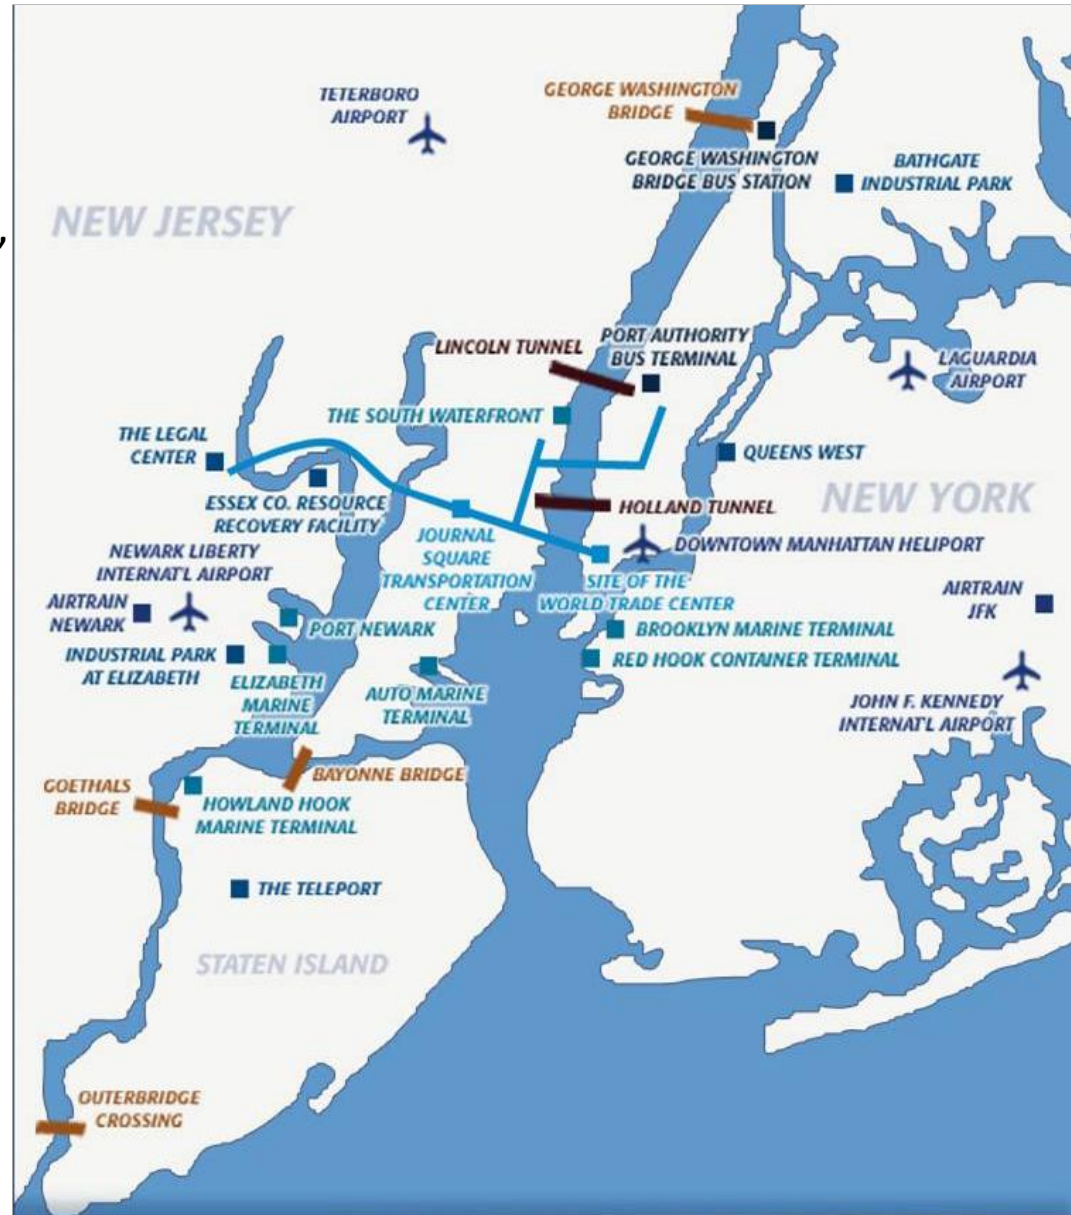 TETERBORO
AIRPORT
GEORGE WASHINGTON
BRIDGE
GEORGE WASHINGTON
BRIDGE BUS STATION
BATHGATE
INDUSTRIAL PARK
NEW JERSEY
,
LINCOLN TUNNEL
PORT AUTHORITY
BUS TERMINAL
LAGUARDIA
AIRPORT
THE SOUTH WATERFRONT
THE LEGAL
CENTER
QUEENS WEST
ESSEX CO. RESOURCE
RECOVERY FACILITY
NEW YORK
HOLLAND TUNNEL
JOURNAL
SQUARE
TRANSPORTATION
CENTER
DOWNTOWN MANHATTAN HELIPORT
NEWARK LIBERTY
INTERNAT'L AIRPORT
SITE OF THE
WORLD TRADE CENTER
AIRTRAIN
JFK
AIRTRAIN
NEWARK
PORT NEWARK
BROOKLYN MARINE TERMINAL
INDUSTRIAL PARK
AT ELIZABETH
RED HOOK CONTAINER TERMINAL
ELIZABETH
MARINE
TERMINAL
AUTO MARINE
TERMINAL
JOHN F. KENNEDY
INTERNAT'L AIRPORT
GOETHALS
BRIDGE
BAYONNE BRIDGE
HOWLAND HOOK
MARINE TERMINAL
THE TELEPORT
STATEN ISLAND
OUTERBRIDGE
CROSSING